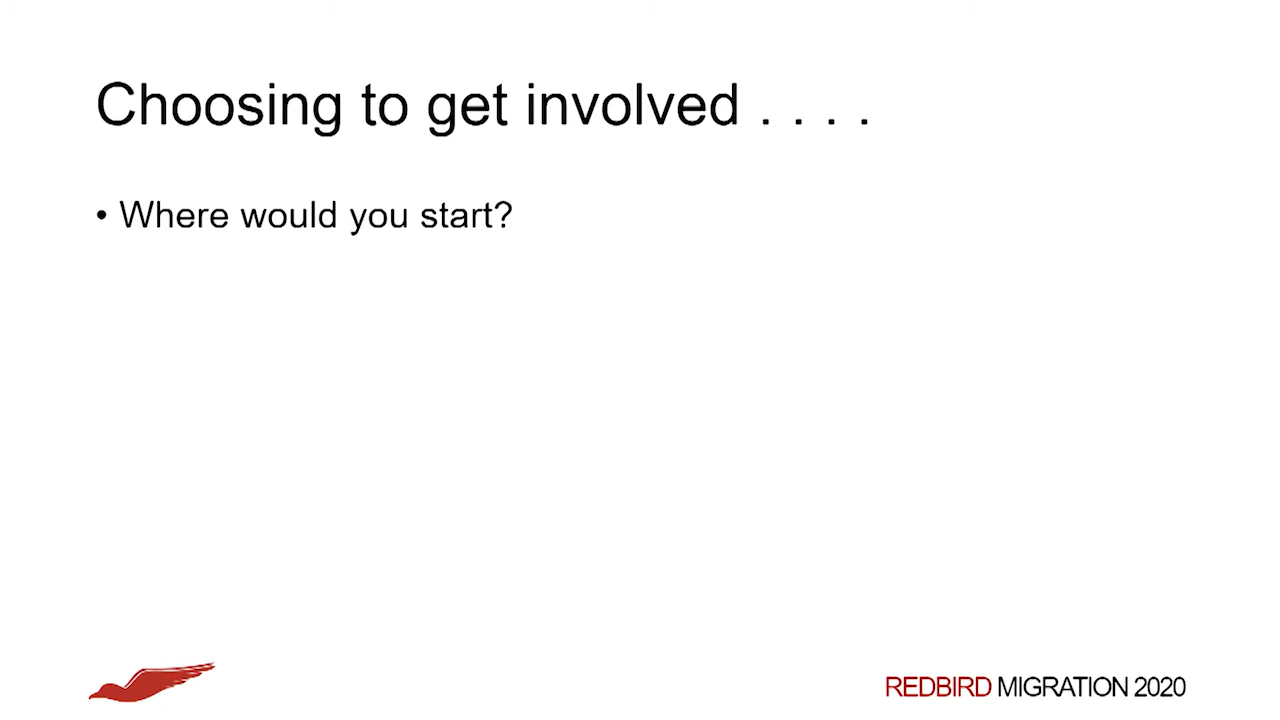 Choosing to get involved . . . .
• Where would you start?
REDBIRD MIGRATION 2020